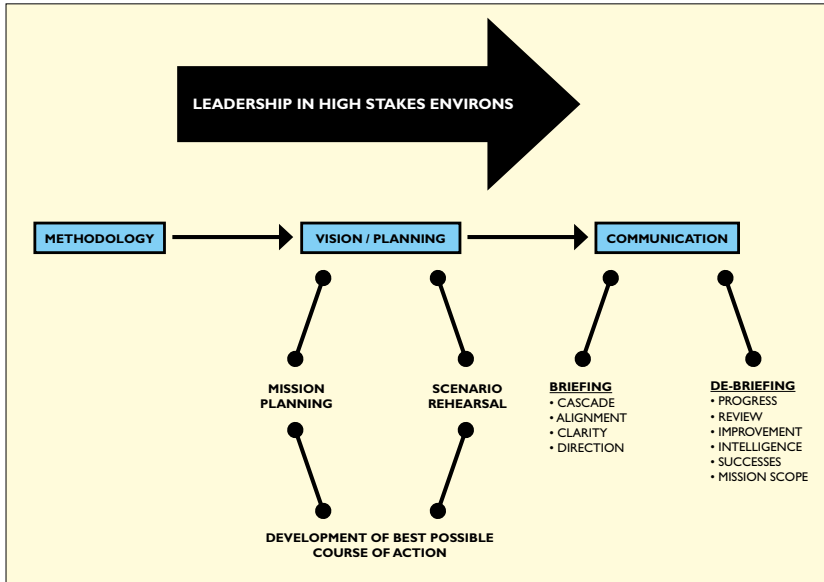 LEADERSHIP IN HIGH STAKES ENVIRONS
METHODOLOGY
VISION / PLANNING
COMMUNICATION
MISSION
PLANNING
SCENARIO
REHEARSAL
DEVELOPMENT OF BEST POSSIBLE
COURSE OF ACTION
BRIEFING
• CASCADE
• ALIGNMENT
• CLARITY
• DIRECTION
DE-BRIEFING
• PROGRESS
• REVIEW
• IMPROVEMENT
• INTELLIGENCE
• SUCCESSES
• MISSION SCOPE